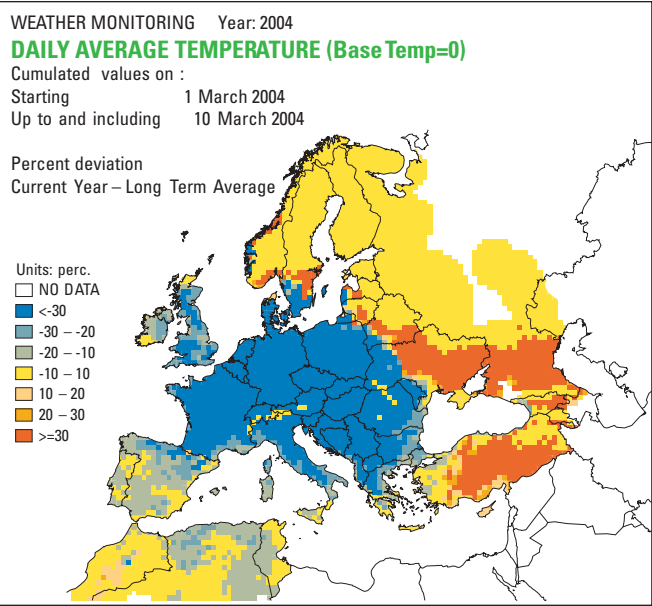 WEATHER MONITORING Year: 2004
DAILY AVERAGE TEMPERATURE (Base Temp=0)
Cumulated values on :
Starting 1 March 2004
Up to and including 10 March 2004
Percent deviation
Current Year – Long Term Average
Units: perc.
NO DATA
<-30
-30 – -20
-20 – -10
-10 – 10
10 – 20
20 – 30
>=30